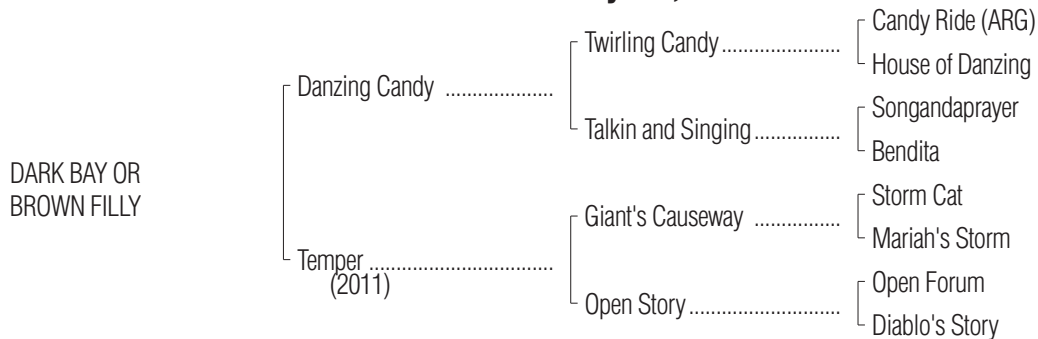 Candy Ride (ARG)
Twirling Candy
House of Danzing
Danzing Candy
Songandaprayer
Talkin and Singing
Bendita
DARK BAY OR
BROWN FILLY
Storm Cat
Giant's Causeway
Mariah's Storm
Temper
(2011)
Open Forum
Open Story
Diablo's Story